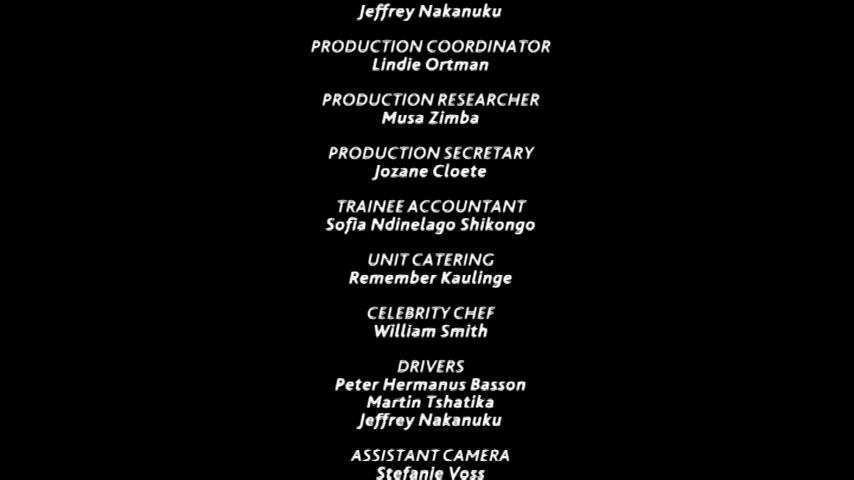 Jeffrey Nakanuku
PRODUCTION COORDINATOR
Lindie Ortman
PRODUCTION RESEARCHER
Musa Zimba
PRODUCTION SECRETARY
Jozane Cloete
TRAINEE ACCOUNTANT
Sofia Ndinelago Shikongo
UNIT CATERING
Remember Kaulinge
CELEBRITY CHEF
William Smith
DRIVERS
Peter Hermanus Basson
Martin Tshatika
Jeffrey Nakanuku
ASSISTANT CAMERA
Stefanie Voss